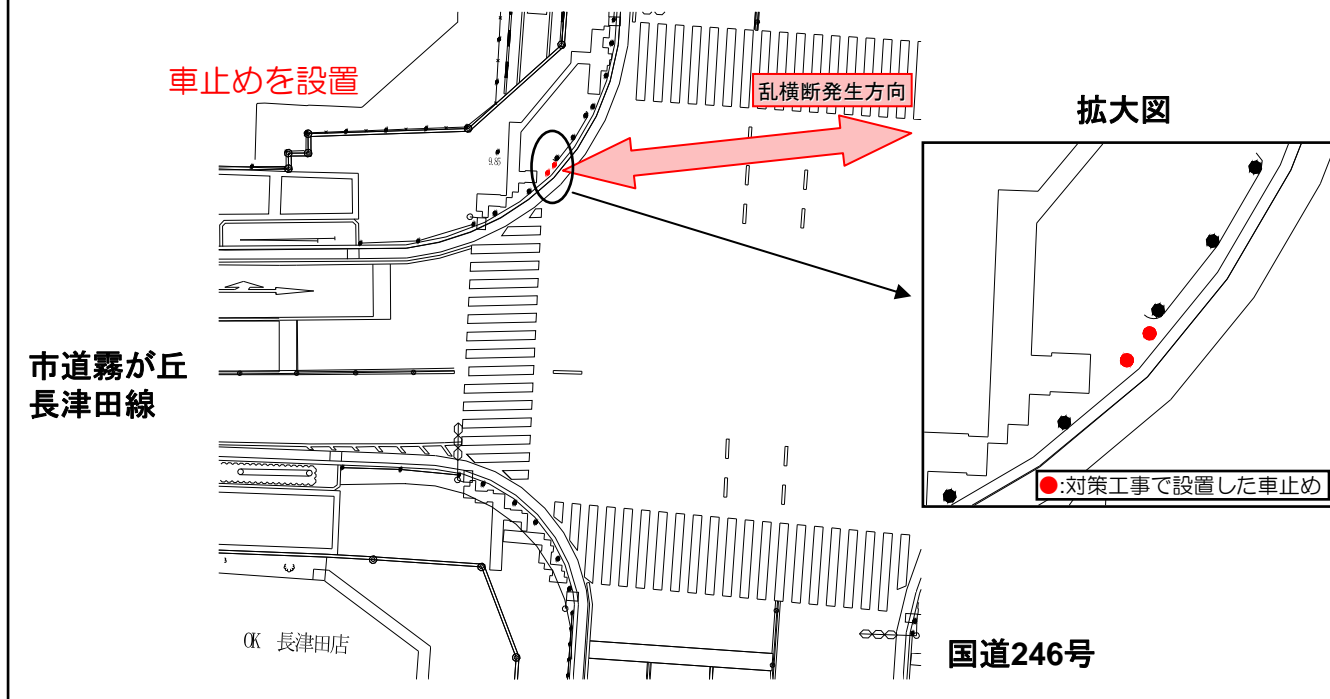 車止めを設置
乱横断発生方向
拡大図
9.85
市道霧が丘
長津田線
●:対策工事で設置した車止め
OK 長津田店
国道246号